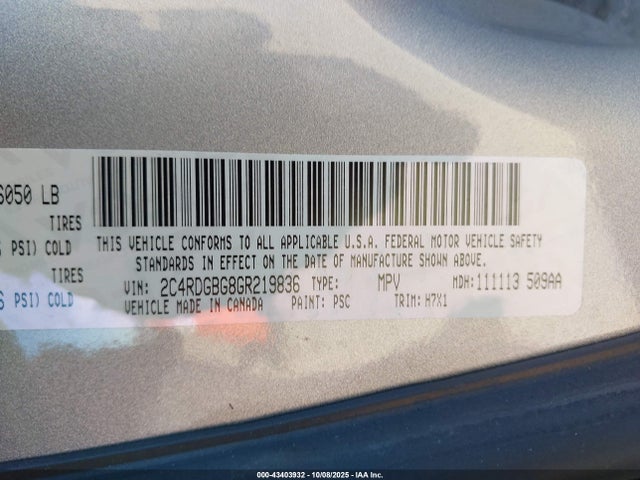 6050 LB
TIRES
PSI) COLD
TIRES
PSI) COLD
THIS VEHICLE CONFORMS TO ALL APPLICABLE U.S.A. FEDERAL MOTOR VEHICLE SAFETY
STANDARDS IN EFFECT ON THE DATE OF MANUFACTURE SHOWN ABOVE.
VIN: 2C4RDGBG8GR219836 TYPE: MPV MDH: 111113 509AA
VEHICLE MADE IN CANADA PAINT: PSC TRIM: H7X1
000-43403932 10/08/2025 IAA Inc.